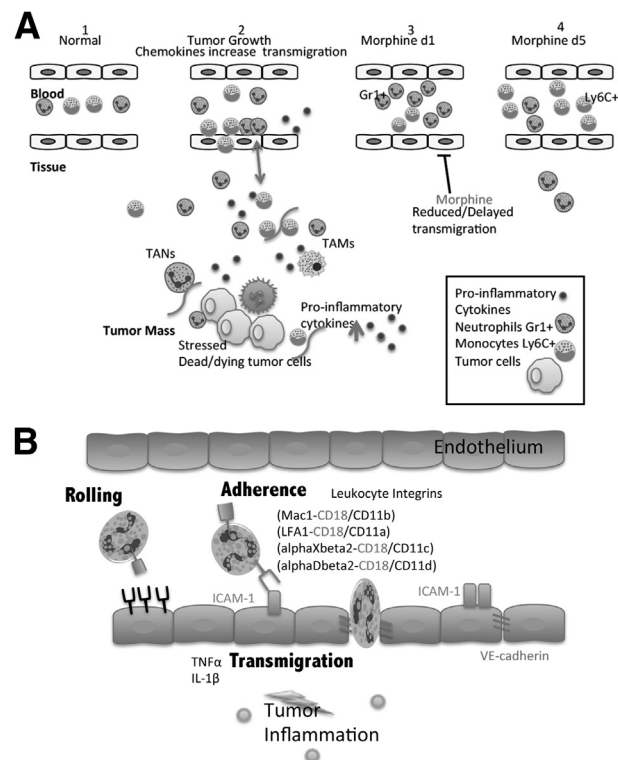 A
1
Normal
2
Tumor Growth
Chemokines increase transmigration
3
Morphine d1
4
Morphine d5
Blood
Gr1+
Ly6C+
Tissue
Morphine
Reduced/Delayed
transmigration
TANs
TAMs
Pro-inflammatory
cytokines
Tumor Mass
Stressed
Dead/dying tumor cells
Pro-inflammatory
Cytokines
Neutrophils Gr1+
Monocytes Ly6C+
Tumor cells
B
Endothelium
Rolling
Adherence
Leukocyte Integrins
(Mac1-CD18/CD11b)
(LFA1-CD18/CD11a)
(alphaXbeta2-CD18/CD11c)
(alphaDbeta2-CD18/CD11d)
ICAM-1
ICAM-1
VE-cadherin
TNFα
IL-1β
Transmigration
Tumor
Inflammation